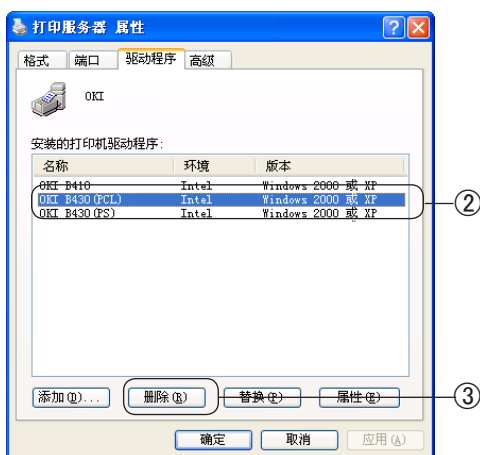 打印服务器 属性
格式 端口 驱动程序 高级
OKI
安装的打印机驱动程序:
名称 环境 版本
OKI B410 Intel Windows 2000 或 XP
OKI B430(PCL) Intel Windows 2000 或 XP
OKI B430(PS) Intel Windows 2000 或 XP
②
添加(D)... 删除(R) 替换(P) 属性(E)
③
确定 取消 应用(A)